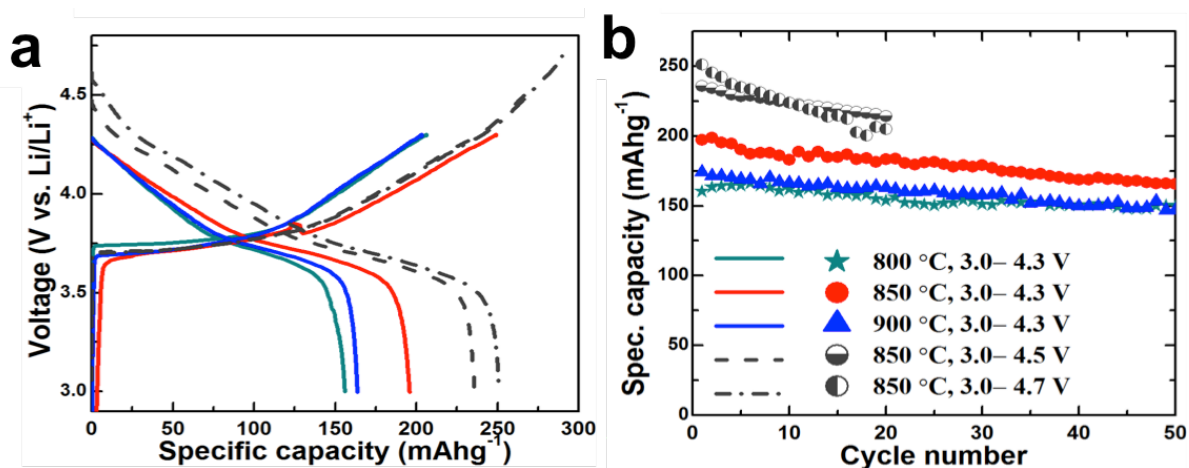 a
Voltage (V vs. Li/Li⁺)
4.5
4.0
3.5
3.0
0 50 100 150 200 250 300
Specific capacity (mAhg⁻¹)
b
Spec. capacity (mAhg⁻¹)
250
200
150
100
50
0
800 °C, 3.0– 4.3 V
850 °C, 3.0– 4.3 V
900 °C, 3.0– 4.3 V
850 °C, 3.0– 4.5 V
850 °C, 3.0– 4.7 V
0 10 20 30 40 50
Cycle number